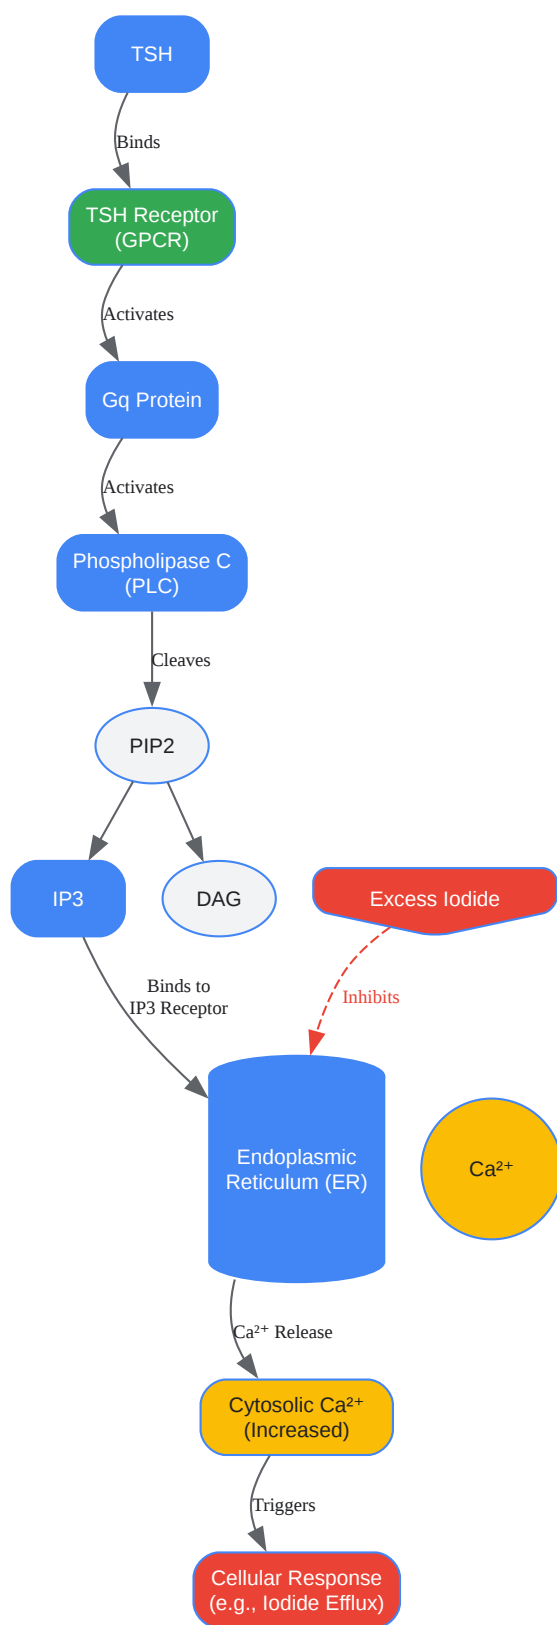 TSH
Binds
TSH Receptor
(GPCR)
Activates
Gq Protein
Activates
Phospholipase C
(PLC)
Cleaves
PIP2
IP3
DAG
Excess Iodide
Binds to
IP3 Receptor
Inhibits
Endoplasmic
Reticulum (ER)
Ca²⁺
Ca²⁺ Release
Cytosolic Ca²⁺
(Increased)
Triggers
Cellular Response
(e.g., Iodide Efflux)